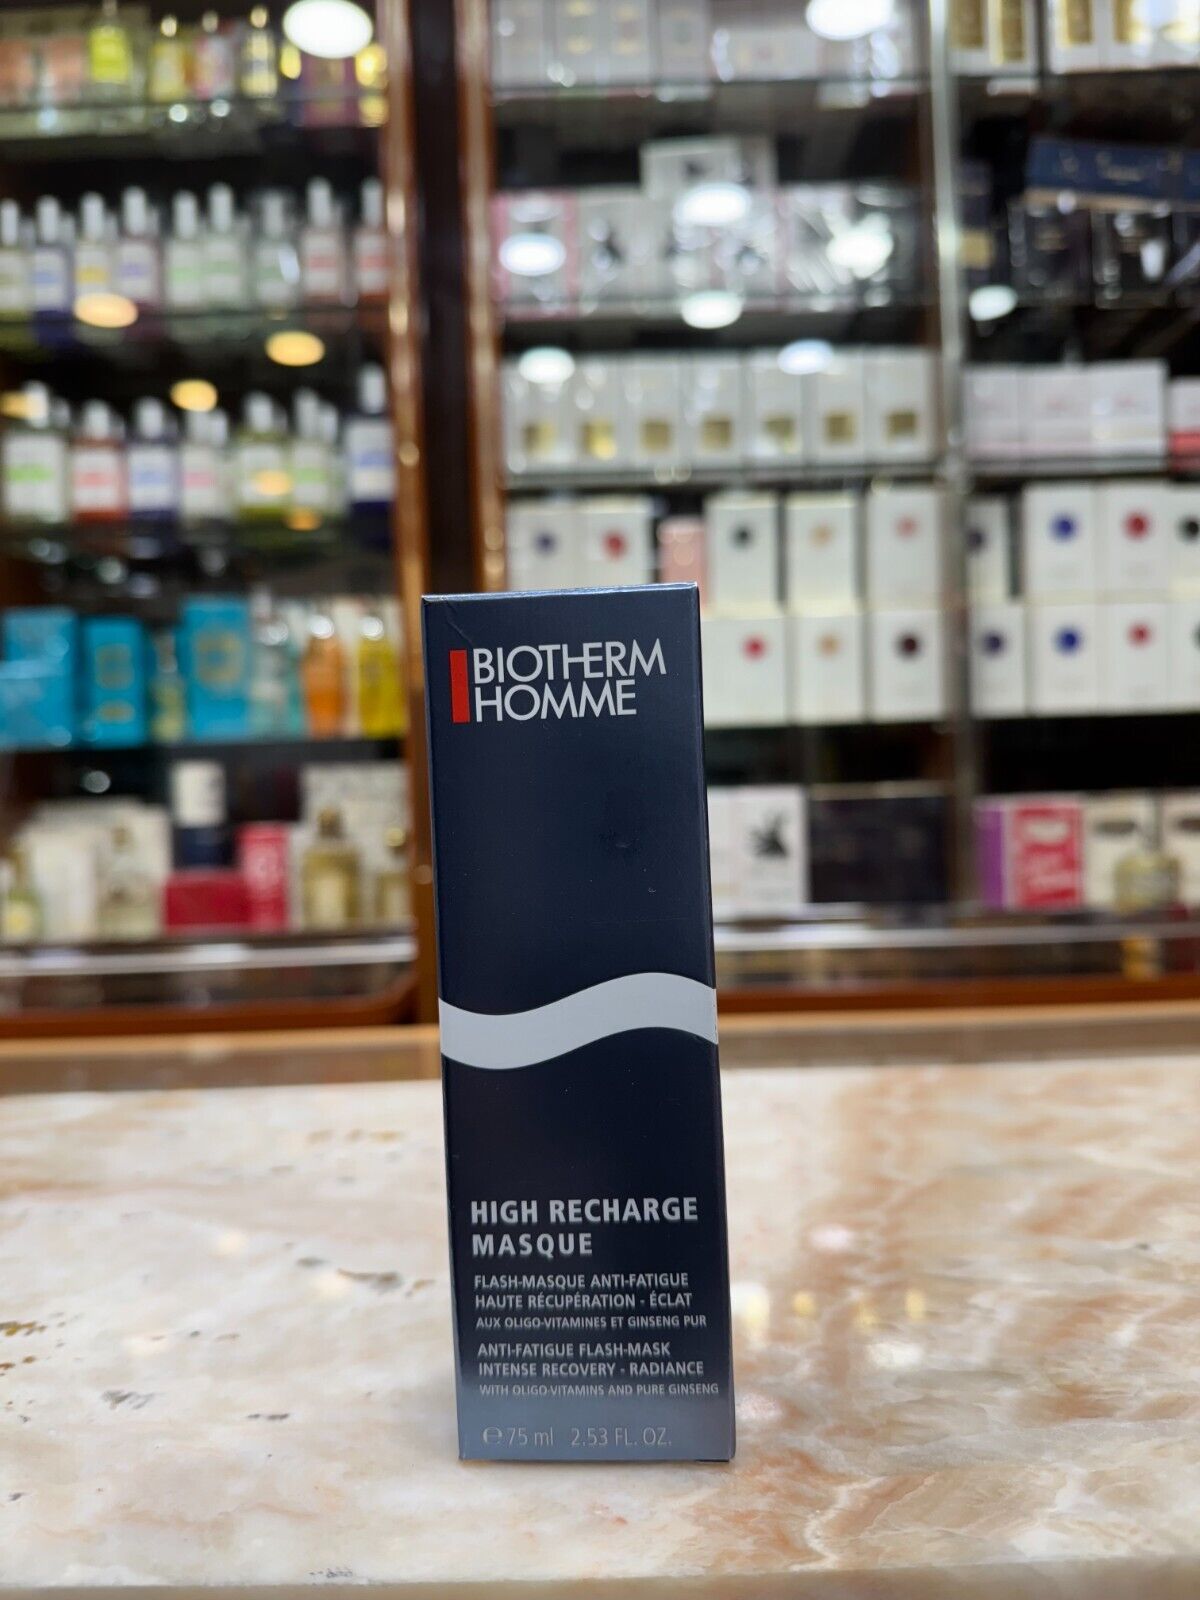 BIOTHERM
HOMME
HIGH RECHARGE
MASQUE
FLASH-MASQUE ANTI-FATIGUE
HAUTE RÉCUPÉRATION - ÉCLAT
AUX OLIGO-VITAMINES ET GINSENG PUR
ANTI-FATIGUE FLASH-MASK
INTENSE RECOVERY - RADIANCE
WITH OLIGO-VITAMINS AND PURE GINSENG
℮ 75 ml 2.53 FL. OZ.